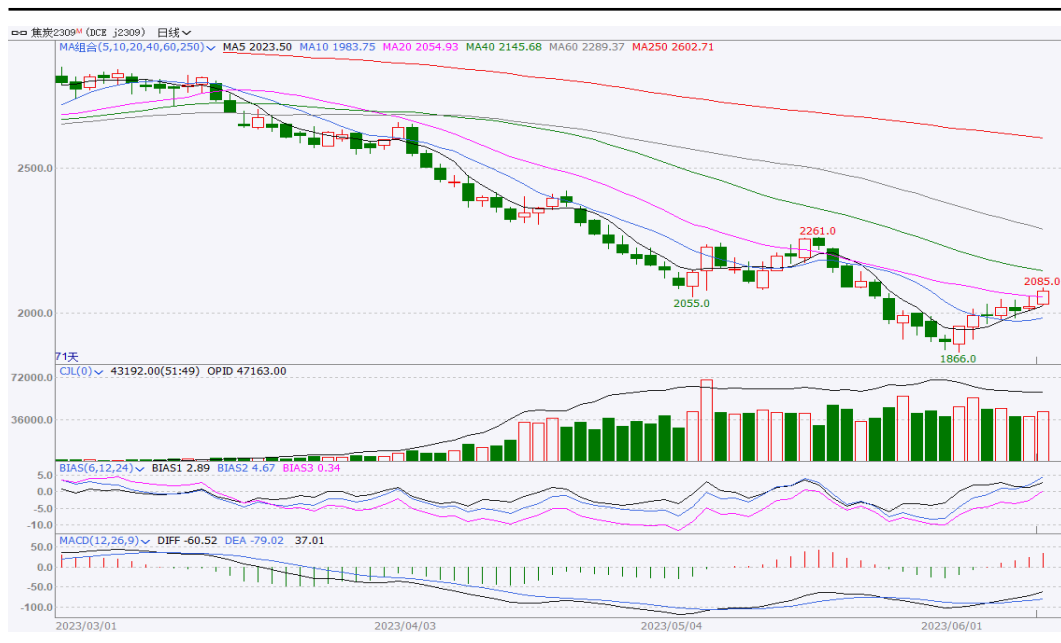 焦炭2309M (DCE j2309) 日线
MA组合(5,10,20,40,60,250) MA5 2023.50 MA10 1983.75 MA20 2054.93 MA40 2145.68 MA60 2289.37 MA250 2602.71
2500.0
2261.0
2085.0
2055.0
2000.0
1866.0
71天
72000.0
CJL(0) 43192.00(51:49) OPID 47163.00
36000.0
BIAS(6,12,24) BIAS1 2.89 BIAS2 4.67 BIAS3 0.34
5.0
0.0
-5.0
-10.0
MACD(12,26,9) DIFF -60.52 DEA -79.02 37.01
50.0
0.0
-50.0
-100.0
2023/03/01 2023/04/03 2023/05/04 2023/06/01